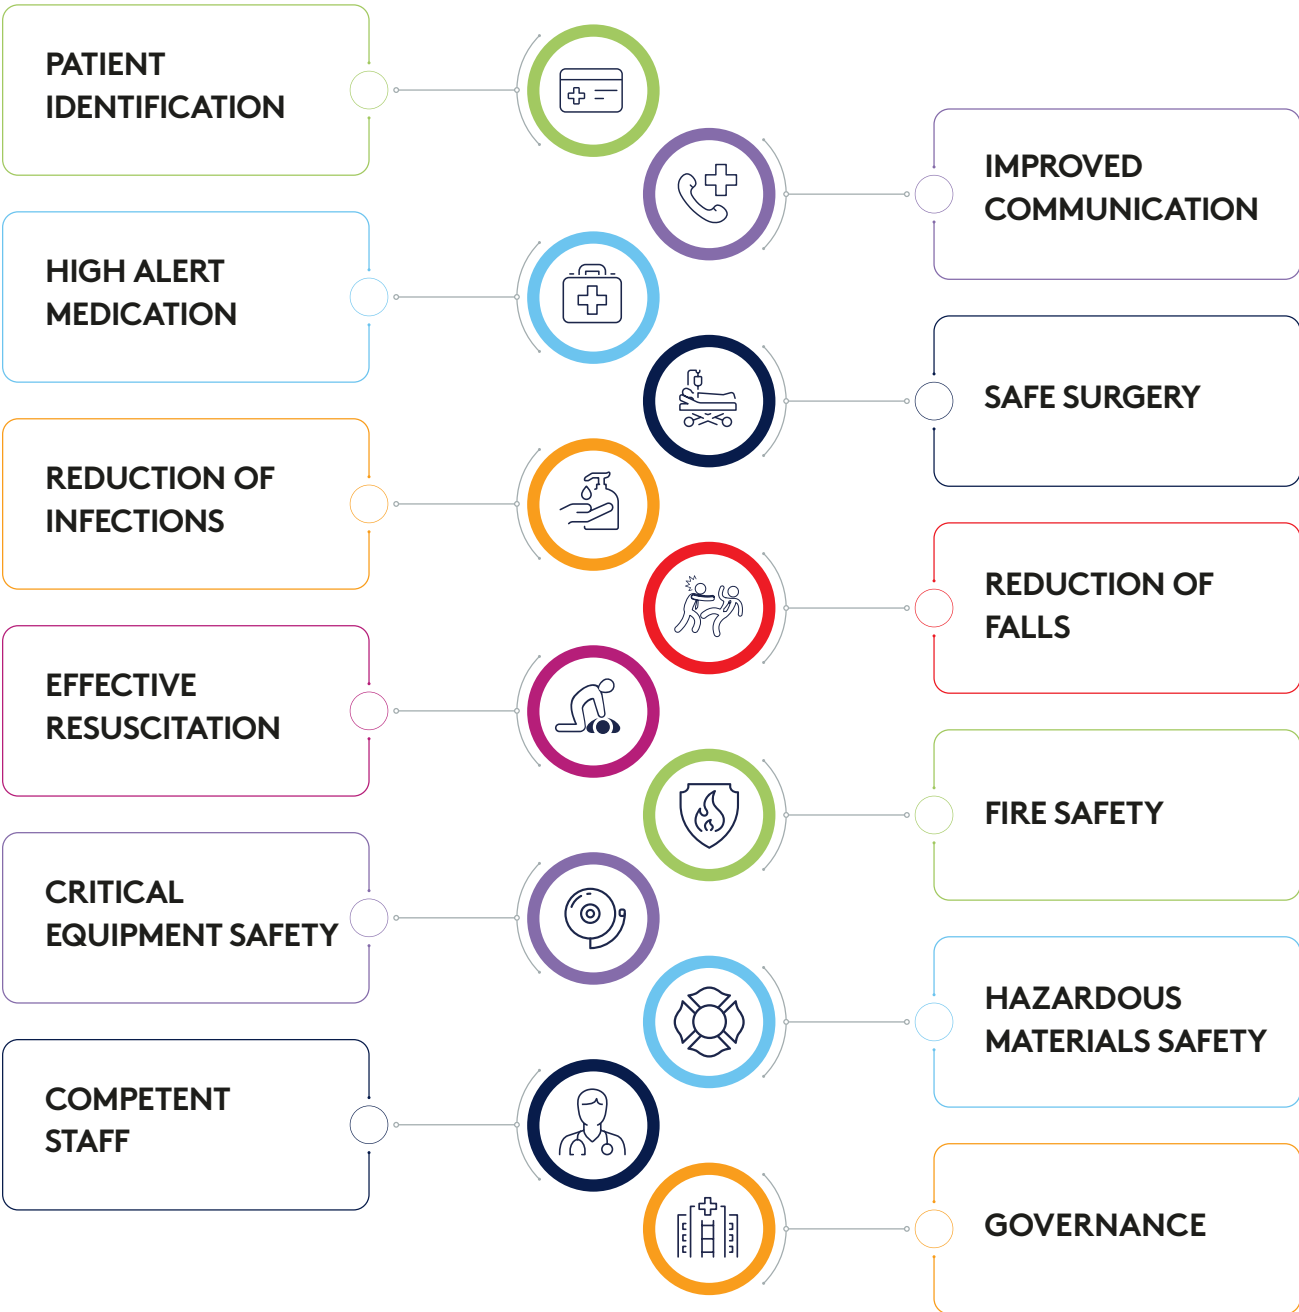 PATIENT
IDENTIFICATION
IMPROVED
COMMUNICATION
HIGH ALERT
MEDICATION
SAFE SURGERY
REDUCTION OF
INFECTIONS
REDUCTION OF
FALLS
EFFECTIVE
RESUSCITATION
FIRE SAFETY
CRITICAL
EQUIPMENT SAFETY
HAZARDOUS
MATERIALS SAFETY
COMPETENT
STAFF
GOVERNANCE